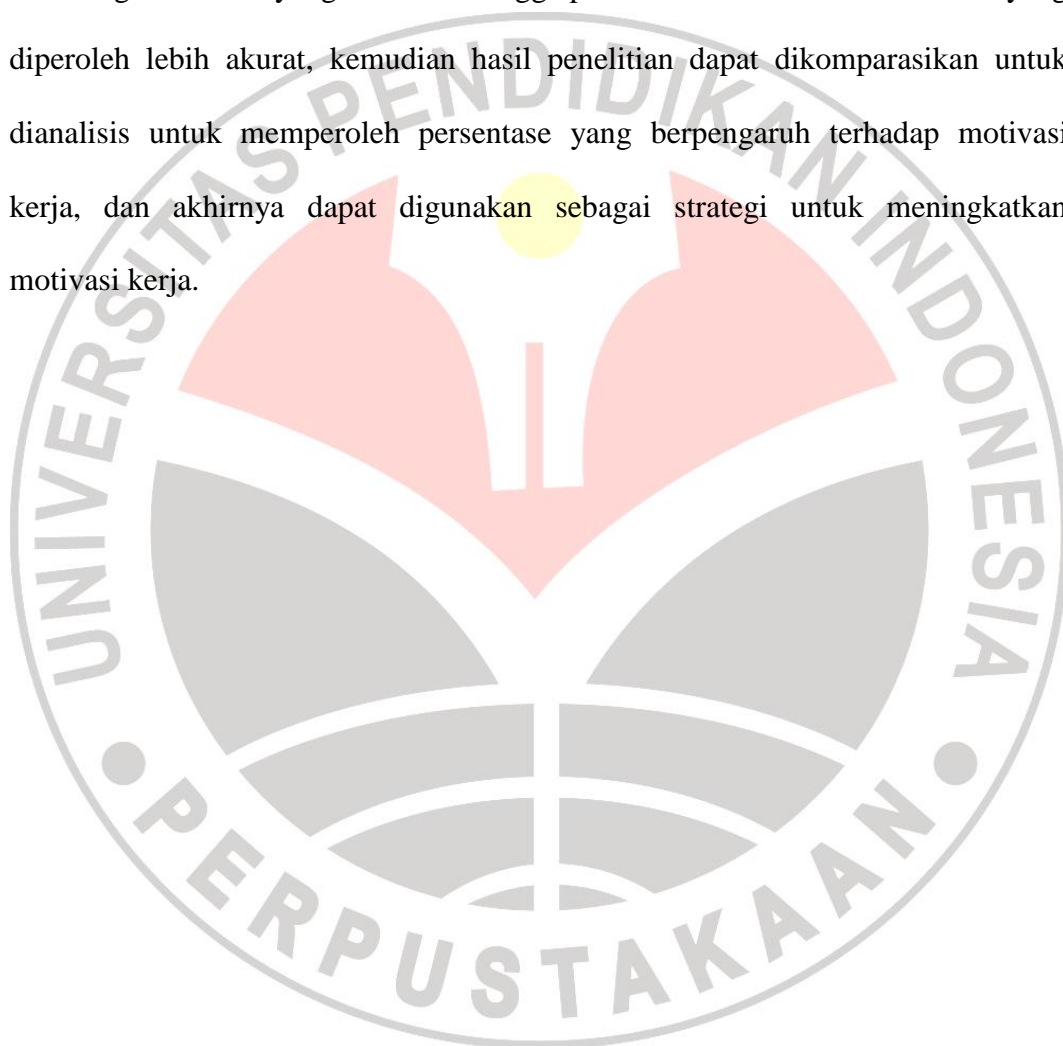 diperoleh lebih akurat, kemudian hasil penelitian dapat dikomparasikan untuk
dianalisis untuk memperoleh persentase yang berpengaruh terhadap motivasi
kerja, dan akhirnya dapat digunakan sebagai strategi untuk meningkatkan
motivasi kerja.
UNIVERSITAS PENDIDIKAN INDONESIA
PERPUSTAKAAN